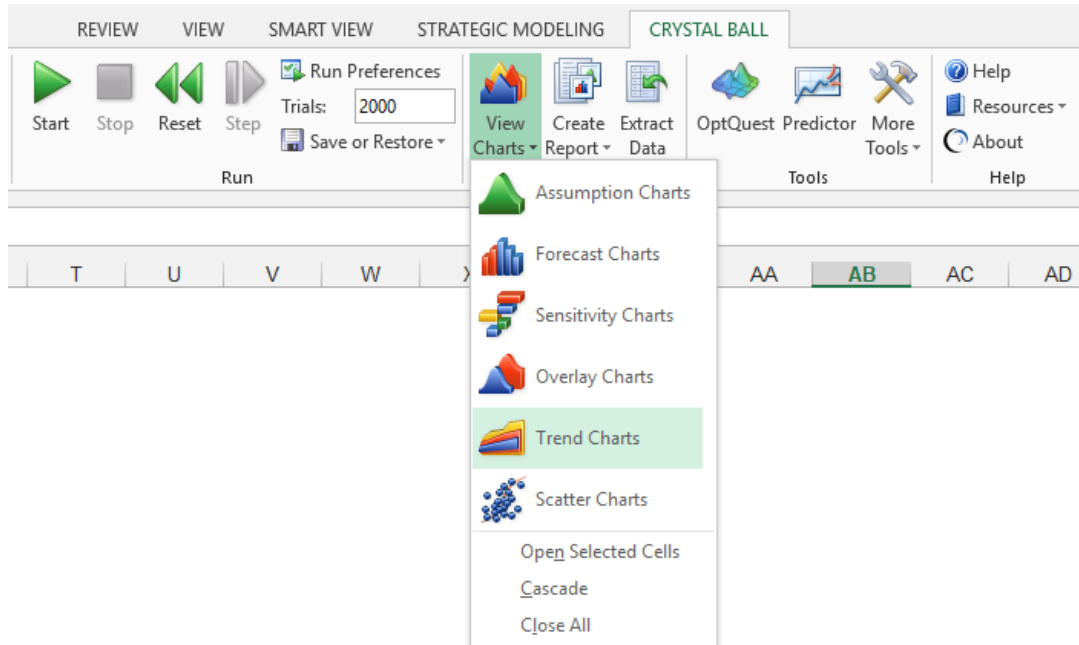 REVIEW VIEW SMART VIEW STRATEGIC MODELING CRYSTAL BALL
Start
Stop
Reset
Step
Run Preferences
Trials: 2000
Save or Restore
Run
View
Charts
Create
Report
Extract
Data
OptQuest
Predictor
More
Tools
Tools
Help
Resources
About
Help
Assumption Charts
Forecast Charts
Sensitivity Charts
Overlay Charts
Trend Charts
Scatter Charts
Open Selected Cells
Cascade
Close All
T U V W AA AB AC AD